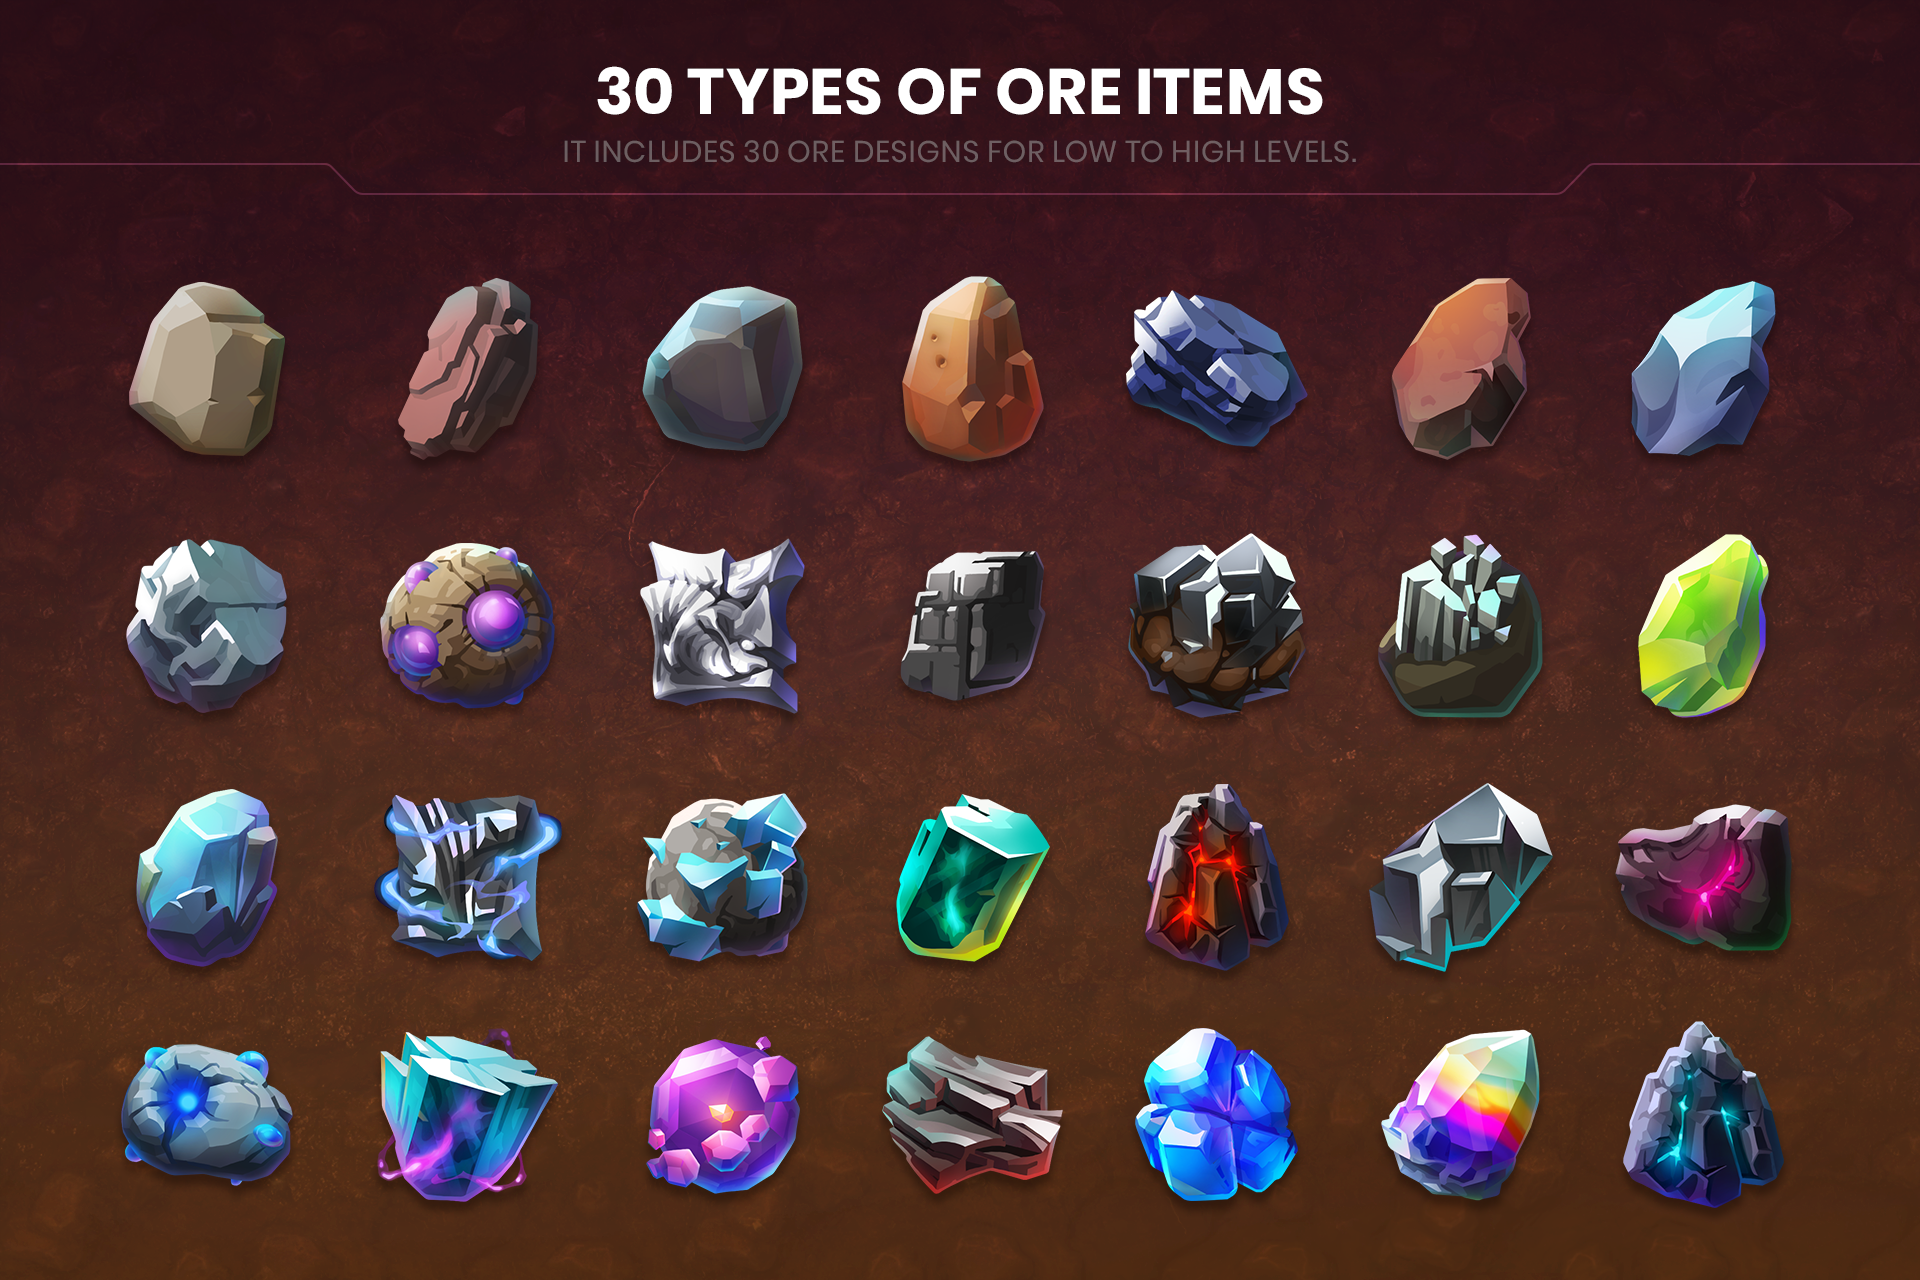 30 TYPES OF ORE ITEMS
IT INCLUDES 30 ORE DESIGNS FOR LOW TO HIGH LEVELS.